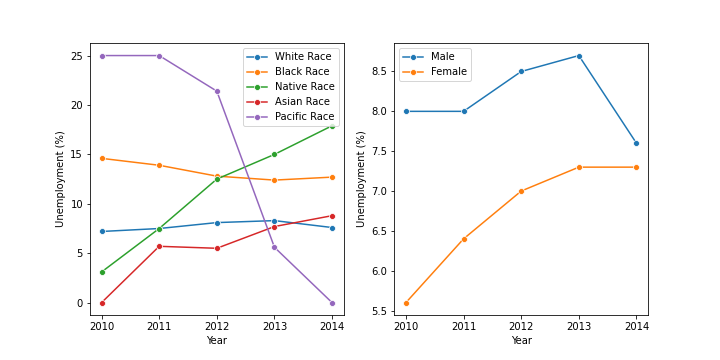 25
20
15
10
5
0
Unemployment (%)
2010 2011 2012 2013 2014
Year
White Race
Black Race
Native Race
Asian Race
Pacific Race
8.5
8.0
7.5
7.0
6.5
6.0
5.5
Unemployment (%)
2010 2011 2012 2013 2014
Year
Male
Female